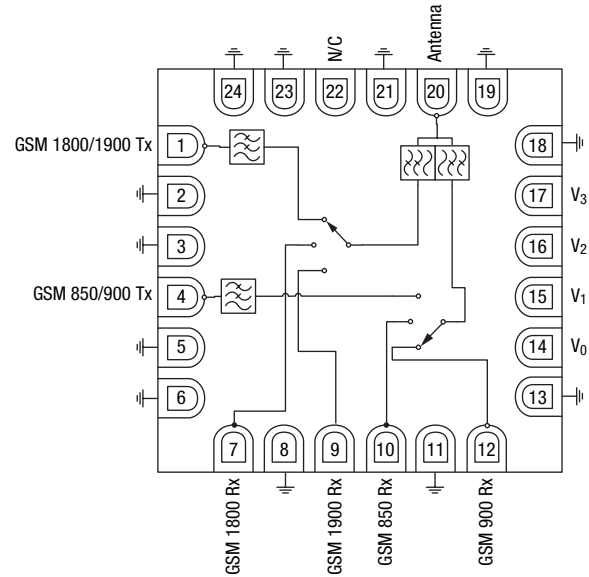 N/C
Antenna
24
23
22
21
20
19
GSM 1800/1900 Tx
1
18
2
17
V3
3
16
V2
GSM 850/900 Tx
4
15
V1
5
14
V0
6
13
7
8
9
10
11
12
GSM 1800 Rx
GSM 1900 Rx
GSM 850 Rx
GSM 900 Rx